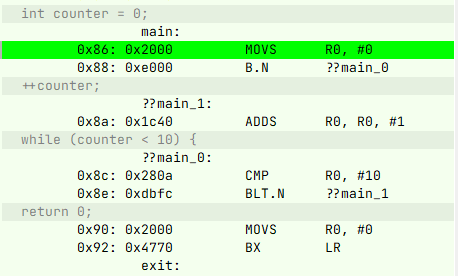 int counter = 0;
main:
0x86: 0x2000 MOVS R0, #0
0x88: 0xe000 B.N ??main_0
++counter;
??main_1:
0x8a: 0x1c40 ADDS R0, R0, #1
while (counter < 10) {
??main_0:
0x8c: 0x280a CMP R0, #10
0x8e: 0xdbfc BLT.N ??main_1
return 0;
0x90: 0x2000 MOVS R0, #0
0x92: 0x4770 BX LR
exit: